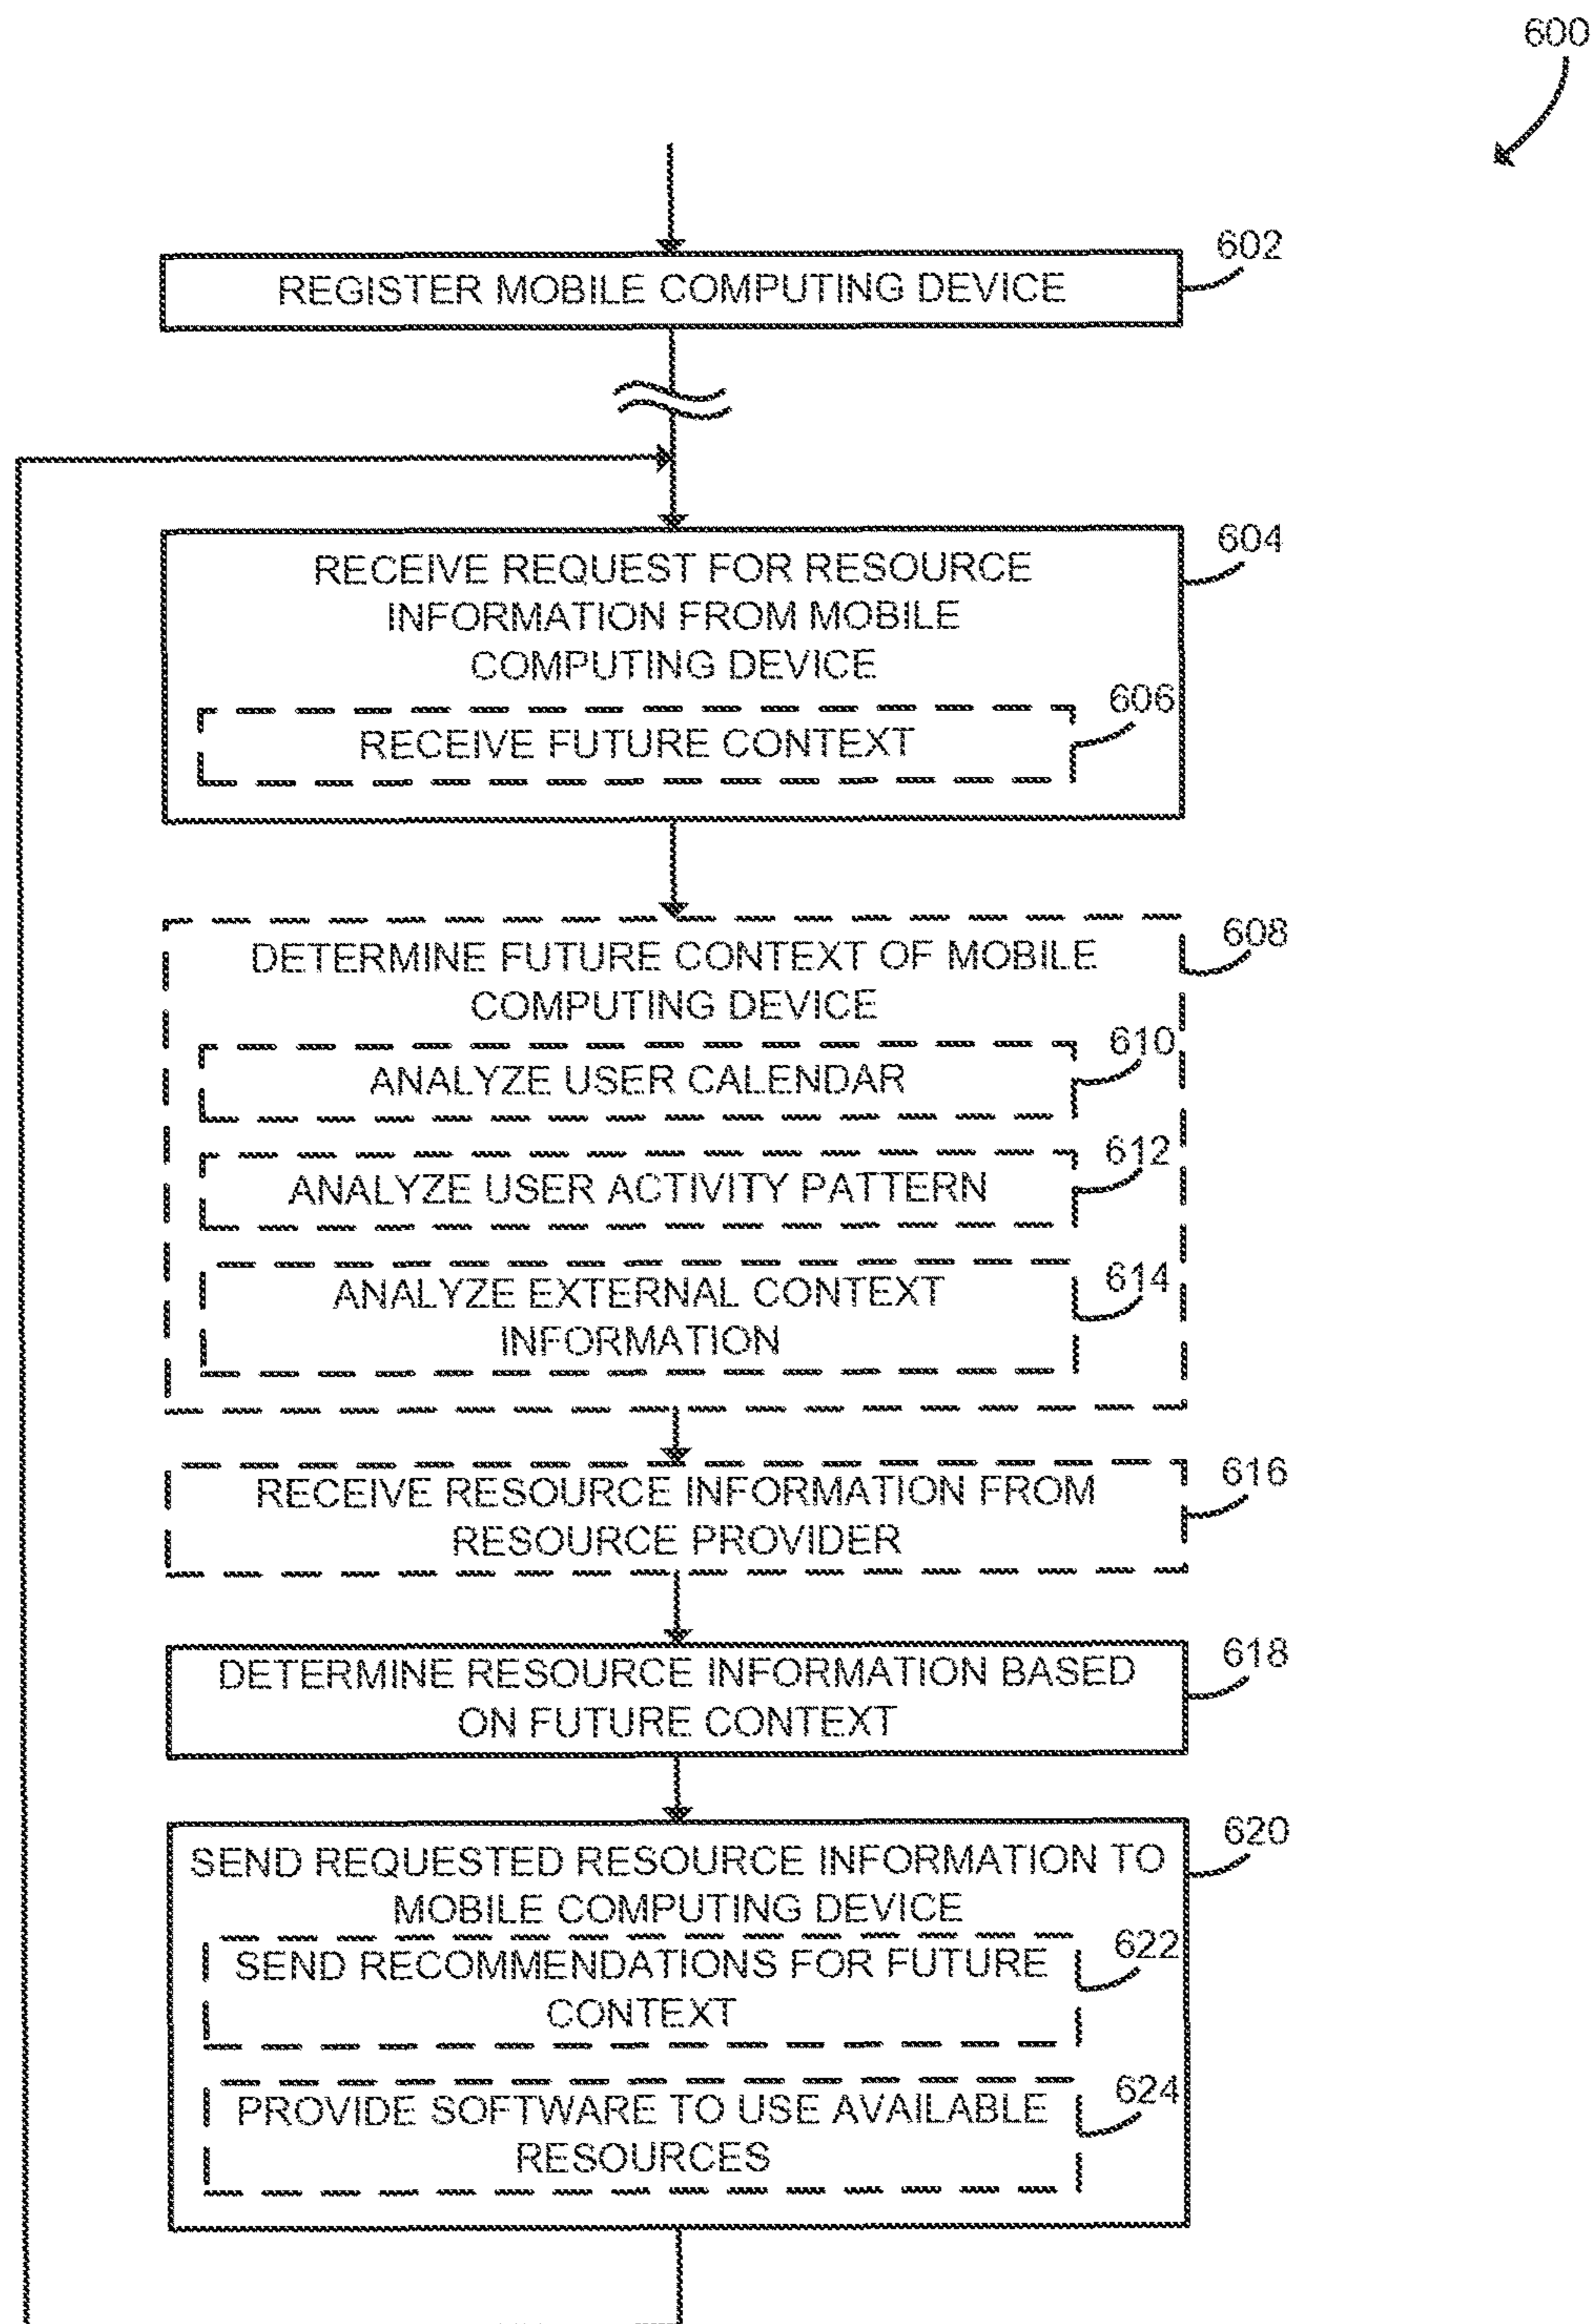 600
REGISTER MOBILE COMPUTING DEVICE
602
RECEIVE REQUEST FOR RESOURCE
INFORMATION FROM MOBILE
COMPUTING DEVICE
604
RECEIVE FUTURE CONTEXT
606
DETERMINE FUTURE CONTEXT OF MOBILE
COMPUTING DEVICE
608
ANALYZE USER CALENDAR
610
ANALYZE USER ACTIVITY PATTERN
612
ANALYZE EXTERNAL CONTEXT
INFORMATION
614
RECEIVE RESOURCE INFORMATION FROM
RESOURCE PROVIDER
616
DETERMINE RESOURCE INFORMATION BASED
ON FUTURE CONTEXT
618
SEND REQUESTED RESOURCE INFORMATION TO
MOBILE COMPUTING DEVICE
620
SEND RECOMMENDATIONS FOR FUTURE
CONTEXT
622
PROVIDE SOFTWARE TO USE AVAILABLE
RESOURCES
624